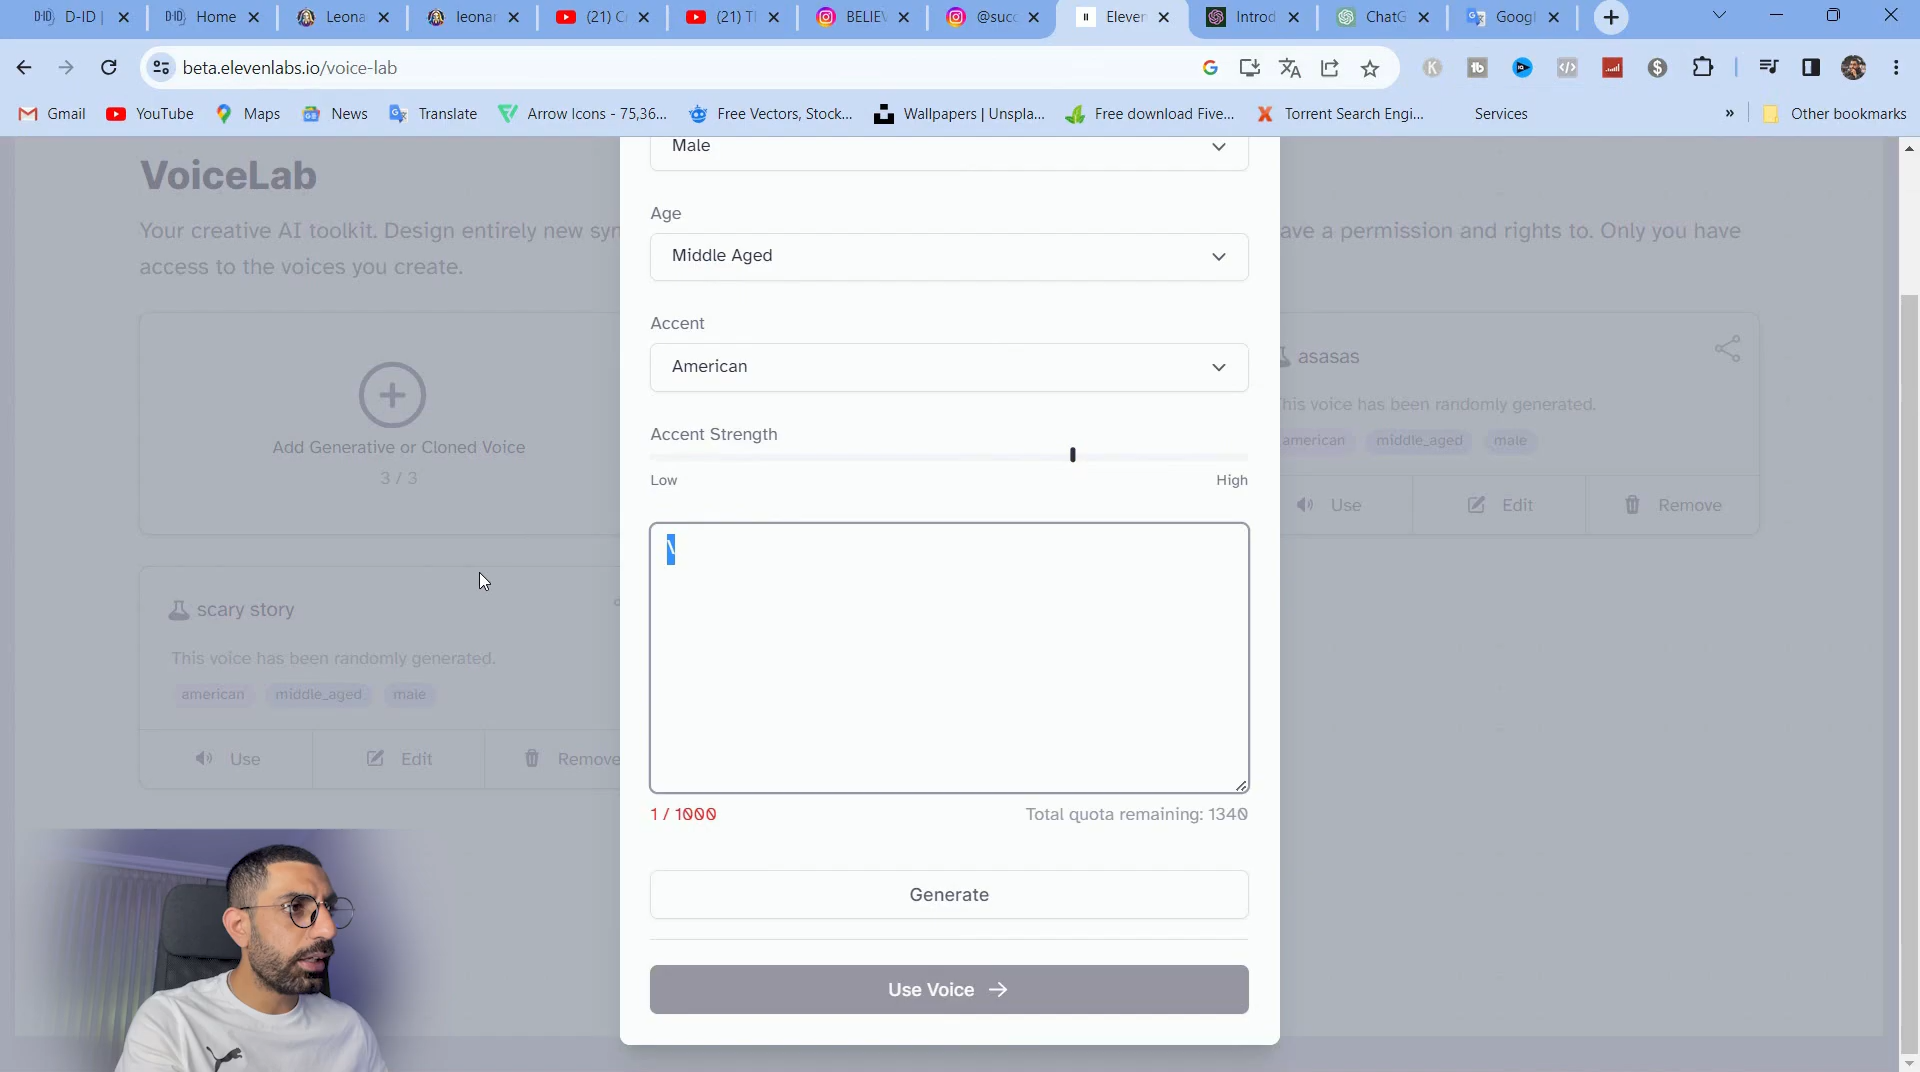 D-ID |
Home
Leona
leonar
(21) C
(21) T
BELIEV
@succ
Eleven
Introd
ChatG
Googl
beta.elevenlabs.io/voice-lab
Gmail
YouTube
Maps
News
Translate
Arrow Icons - 75,36...
Free Vectors, Stock...
Wallpapers | Unspla...
Free download Five...
Torrent Search Engi...
Services
»
Other bookmarks
VoiceLab
Your creative AI toolkit. Design entirely new syn
ave a permission and rights to. Only you have
access to the voices you create.
Add Generative or Cloned Voice
3 / 3
scary story
This voice has been randomly generated.
american
middle_aged
male
Use
Edit
Remove
Male
Age
Middle Aged
Accent
American
Accent Strength
Low
High
\
1 / 1000
Total quota remaining: 1340
Generate
Use Voice →
asasas
his voice has been randomly generated.
american
middle_aged
male
Use
Edit
Remove